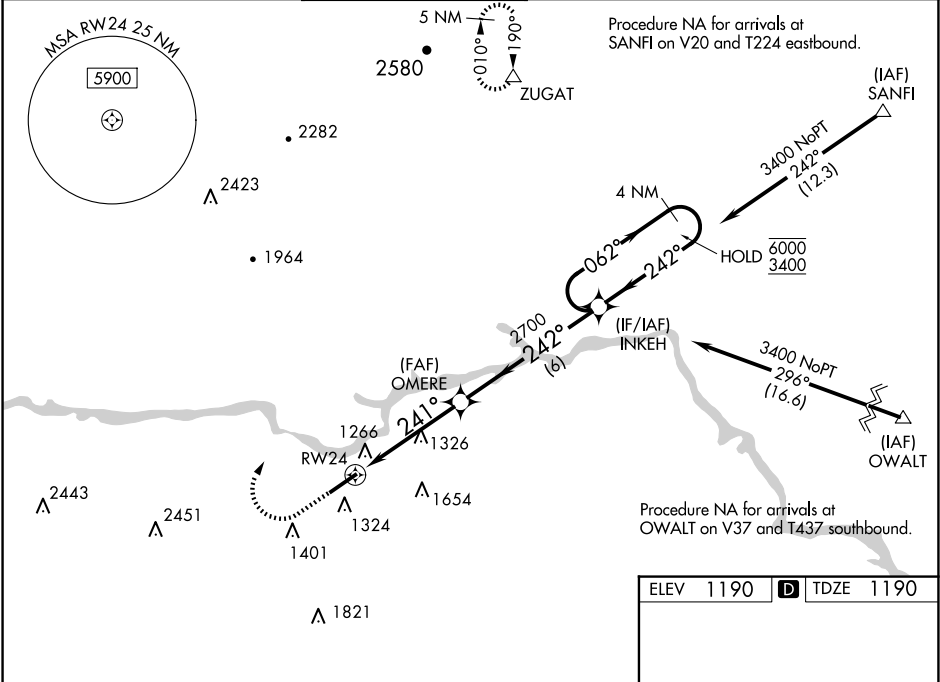 MSA RW24 25 NM
5900
5 NM
010°
190°
ZUGAT
2580
2282
2423
1964
Procedure NA for arrivals at
SANFI on V20 and T224 eastbound.
(IAF)
SANFI
3400 NoPT
242°
(12.3)
4 NM
062°
242°
HOLD
6000
3400
(IF/IAF)
INKEH
2700
242°
(6)
(FAF)
OMERE
241°
3400 NoPT
296°
(16.6)
(IAF)
OWALT
1266
1326
RW24
1654
1324
1401
2443
2451
1821
Procedure NA for arrivals at
OWALT on V37 and T437 southbound.
ELEV 1190 D TDZE 1190